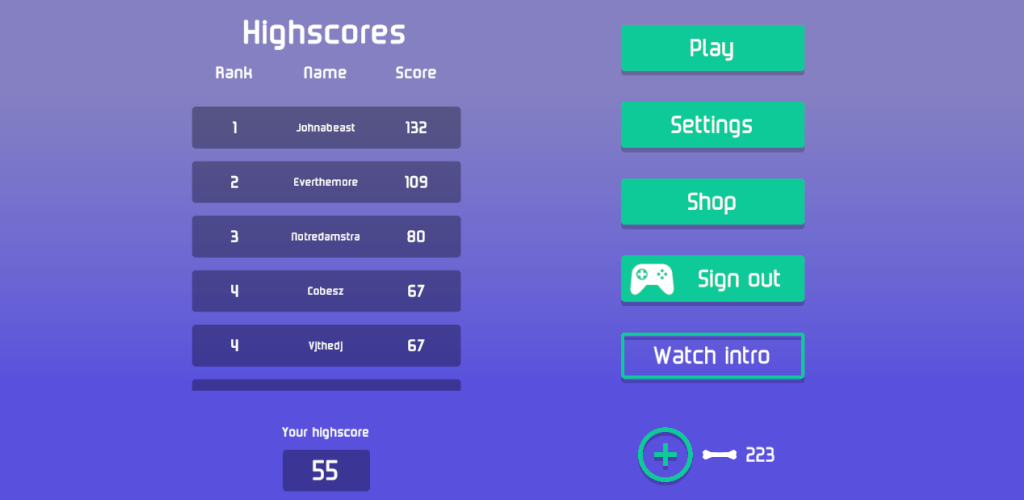 Highscores
Rank Name Score
1 Johnabeast 132
2 Everthemore 109
3 Notredamstra 80
4 Cobesz 67
4 Vjthedj 67
Your highscore
55
Play
Settings
Shop
Sign out
Watch intro
223